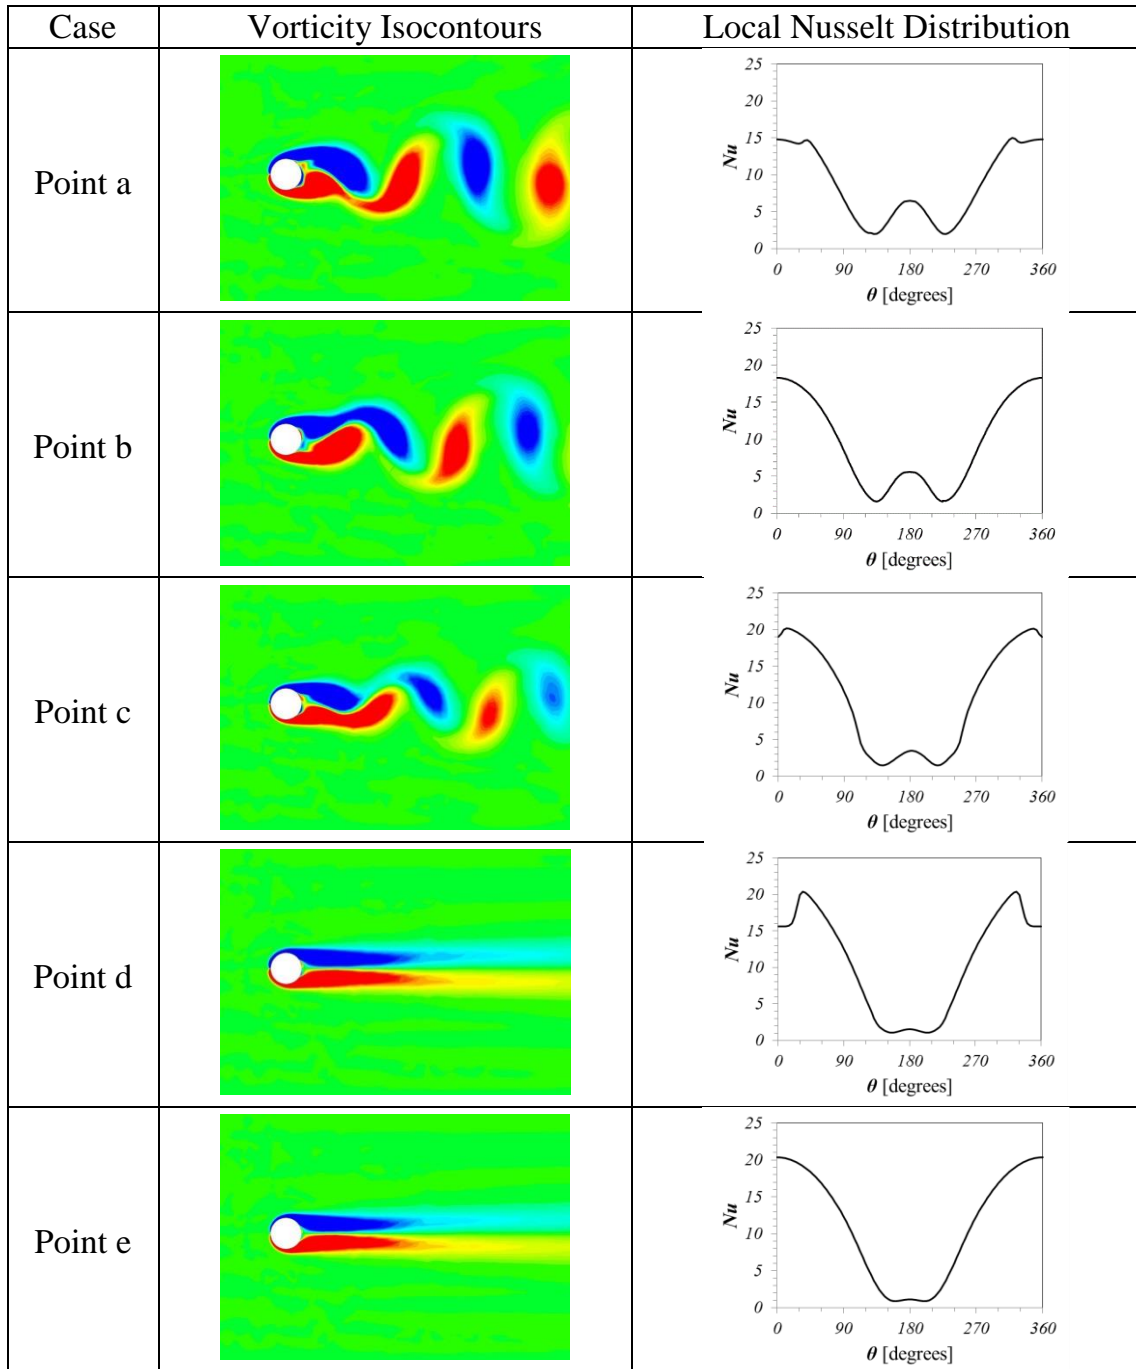 Case Vorticity Isocontours Local Nusselt Distribution
Point a
25
20
15
10
5
0
Nu
0 90 180 270 360
θ [degrees]
Point b
25
20
15
10
5
0
Nu
0 90 180 270 360
θ [degrees]
Point c
25
20
15
10
5
0
Nu
0 90 180 270 360
θ [degrees]
Point d
25
20
15
10
5
0
Nu
0 90 180 270 360
θ [degrees]
Point e
25
20
15
10
5
0
Nu
0 90 180 270 360
θ [degrees]